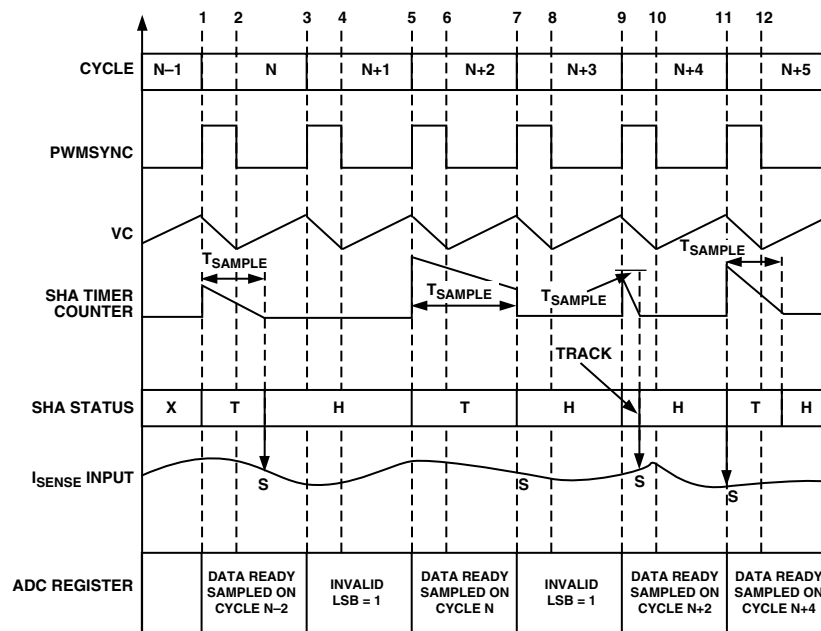 1 2 3 4 5 6 7 8 9 10 11 12
CYCLE N–1 N N+1 N+2 N+3 N+4 N+5
PWMSYNC
VC
TSAMPLE TSAMPLE
SHA TIMER
COUNTER
TSAMPLE TSAMPLE
TRACK
SHA STATUS X T H T H H T H
ISENSE INPUT
S S S S
ADC REGISTER
DATA READY
SAMPLED ON
CYCLE N–2
INVALID
LSB = 1
DATA READY
SAMPLED ON
CYCLE N
INVALID
LSB = 1
DATA READY
SAMPLED ON
CYCLE N+2
DATA READY
SAMPLED ON
CYCLE N+4